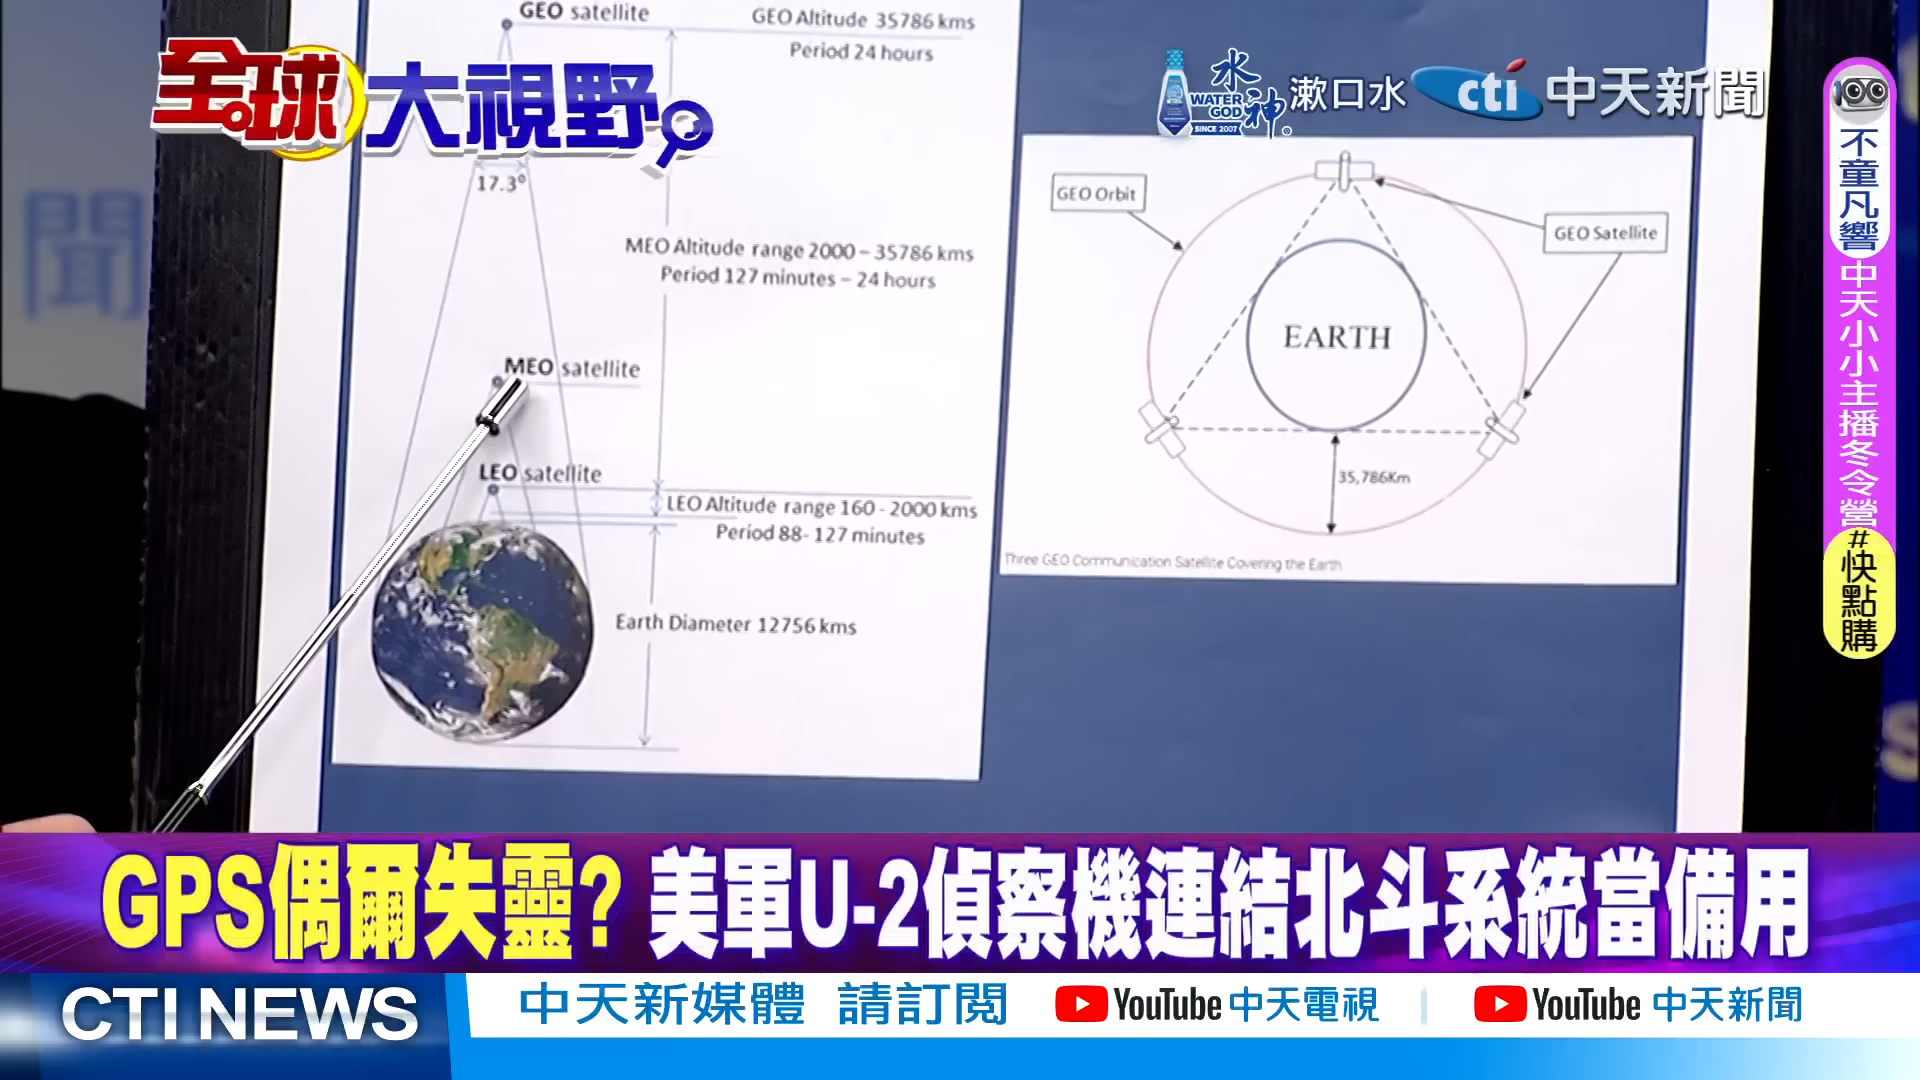 GEO satellite
GEO Altitude 35786 kms
Period 24 hours
全球大視野
17.3°
MEO Altitude range 2000 – 35786 kms
Period 127 minutes – 24 hours
MEO satellite
LEO satellite
LEO Altitude range 160 - 2000 kms
Period 88- 127 minutes
Earth Diameter 12756 kms
水神
WATER
GOD
SINCE 2007
漱口水
cti 中天新聞
GEO Orbit
GEO Satellite
EARTH
35,786Km
Three GEO Communication Satellite Covering the Earth
聞
不童凡響
中天小小主播冬令營
#快點購
GPS偶爾失靈? 美軍U-2偵察機連結北斗系統當備用
CTI NEWS
中天新媒體 請訂閱 YouTube 中天電視 YouTube 中天新聞